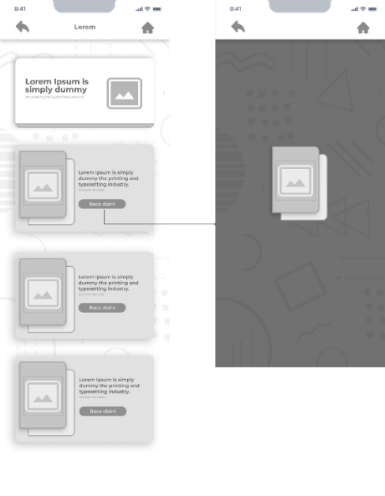 9:41
9:41
Lorem
Lorem Ipsum is
simply dummy
Lorem Ipsum is simply
dummy the printing and
typesetting industry.
Baca disini
Lorem Ipsum is simply
dummy the printing and
typesetting industry.
Baca disini
Lorem Ipsum is simply
dummy the printing and
typesetting industry.
Baca disini